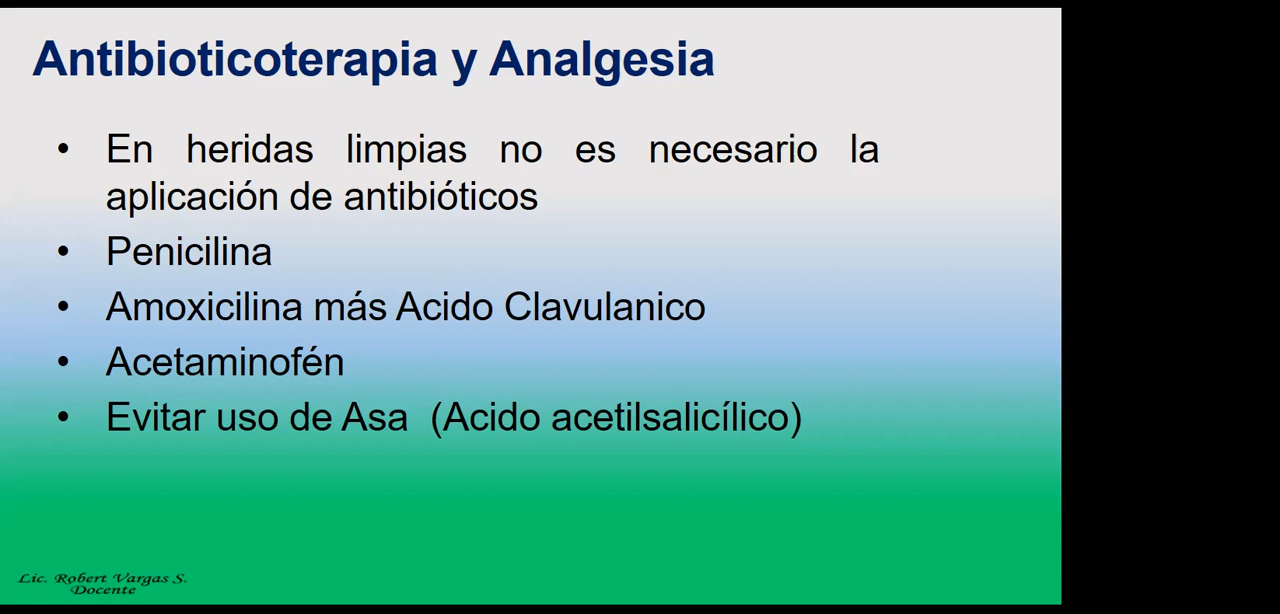 Antibioticoterapia y Analgesia
• En heridas limpias no es necesario la
aplicación de antibióticos
• Penicilina
• Amoxicilina más Acido Clavulanico
• Acetaminofén
• Evitar uso de Asa (Acido acetilsalicílico)
Lic. Robert Vargas S.
Docente